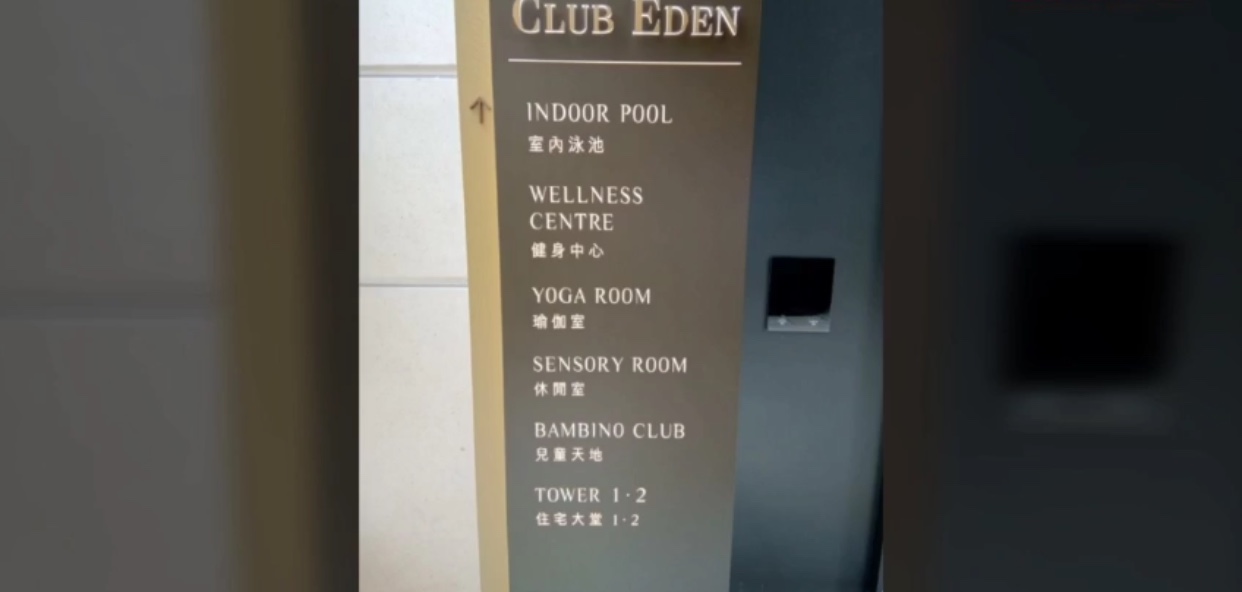 CLUB EDEN
INDOOR POOL
室內泳池
WELLNESS
CENTRE
健身中心
YOGA ROOM
瑜伽室
SENSORY ROOM
休閒室
BAMBINO CLUB
兒童天地
TOWER 1·2
住宅大堂 1·2